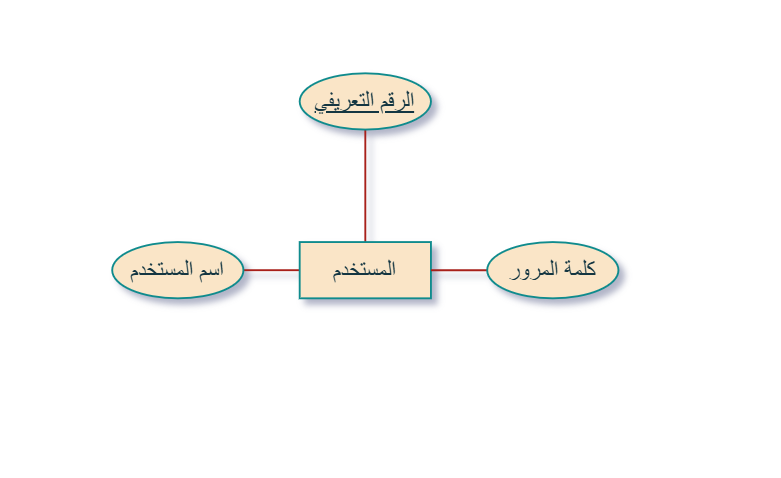 الرقم التعريفي
كلمة المرور
المستخدم
اسم المستخدم